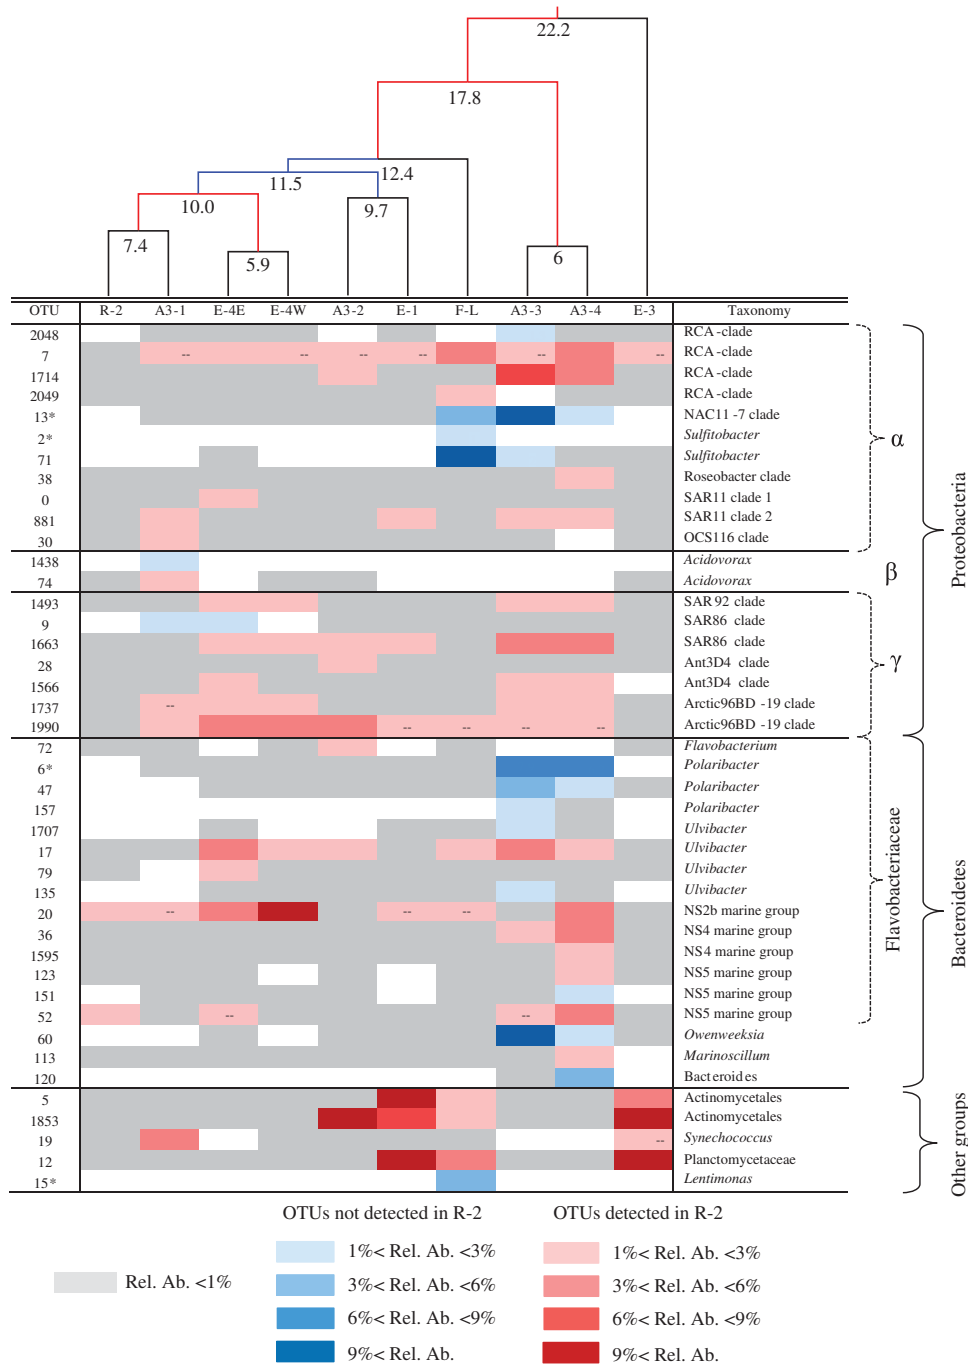 22.2
17.8
12.4
11.5
10.0
9.7
7.4
5.9
6
OTU R-2 A3-1 E-4E E-4W A3-2 E-1 F-L A3-3 A3-4 E-3 Taxonomy
2048 RCA-clade
7 -- -- -- -- -- -- RCA-clade
1714 RCA-clade
2049 RCA-clade
13* NAC11-7 clade
2* Sulfitobacter
71 Sulfitobacter
38 Roseobacter clade
0 SAR11 clade 1
881 SAR11 clade 2
30 OCS116 clade
α
1438 Acidovorax
74 Acidovorax
β
1493 SAR92 clade
9 SAR86 clade
1663 SAR86 clade
28 Ant3D4 clade
1566 Ant3D4 clade
1737 -- Arctic96BD-19 clade
1990 -- -- -- -- Arctic96BD-19 clade
γ
Proteobacteria
72 Flavobacterium
6* Polaribacter
47 Polaribacter
157 Polaribacter
1707 Ulvibacter
17 Ulvibacter
79 Ulvibacter
135 Ulvibacter
20 -- -- -- NS2b marine group
36 NS4 marine group
1595 NS4 marine group
123 NS5 marine group
151 NS5 marine group
52 -- -- NS5 marine group
Flavobacteriaceae
60 Owenweeksia
113 Marinoscillum
120 Bacteroides
Bacteroidetes
5 Actinomycetales
1853 Actinomycetales
19 -- Synechococcus
12 Planctomycetaceae
15* Lentimonas
Other groups
OTUs not detected in R-2 OTUs detected in R-2
1%< Rel. Ab. <3% 1%< Rel. Ab. <3%
Rel. Ab. <1% 3%< Rel. Ab. <6% 3%< Rel. Ab. <6%
6%< Rel. Ab. <9% 6%< Rel. Ab. <9%
9%< Rel. Ab. 9%< Rel. Ab.